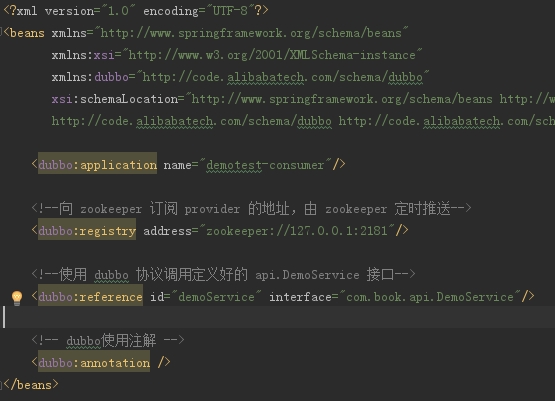 <?xml version="1.0" encoding="UTF-8"?>
<beans xmlns="http://www.springframework.org/schema/beans"
xmlns:xsi="http://www.w3.org/2001/XMLSchema-instance"
xmlns:dubbo="http://code.alibabatech.com/schema/dubbo"
xsi:schemaLocation="http://www.springframework.org/schema/beans http://w
http://code.alibabatech.com/schema/dubbo http://code.alibabatech.com/sch
<dubbo:application name="demotest-consumer"/>
<!--向 zookeeper 订阅 provider 的地址，由 zookeeper 定时推送-->
<dubbo:registry address="zookeeper://127.0.0.1:2181"/>
<!--使用 dubbo 协议调用定义好的 api.DemoService 接口-->
<dubbo:reference id="demoService" interface="com.book.api.DemoService"/>
<!-- dubbo使用注解 -->
<dubbo:annotation />
</beans>